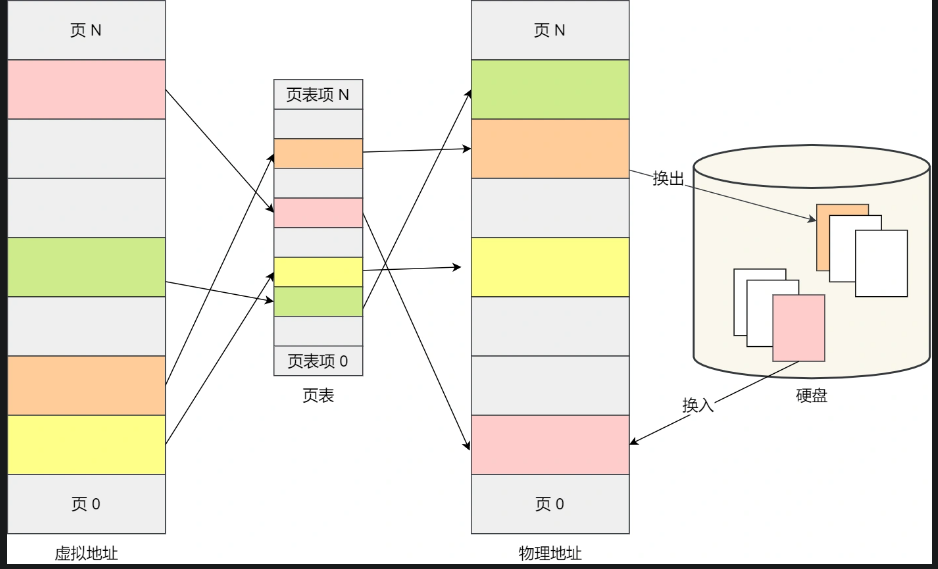 页 N
页 0
虚拟地址
页表项 N
页表项 0
页表
页 N
页 0
物理地址
换出
换入
硬盘